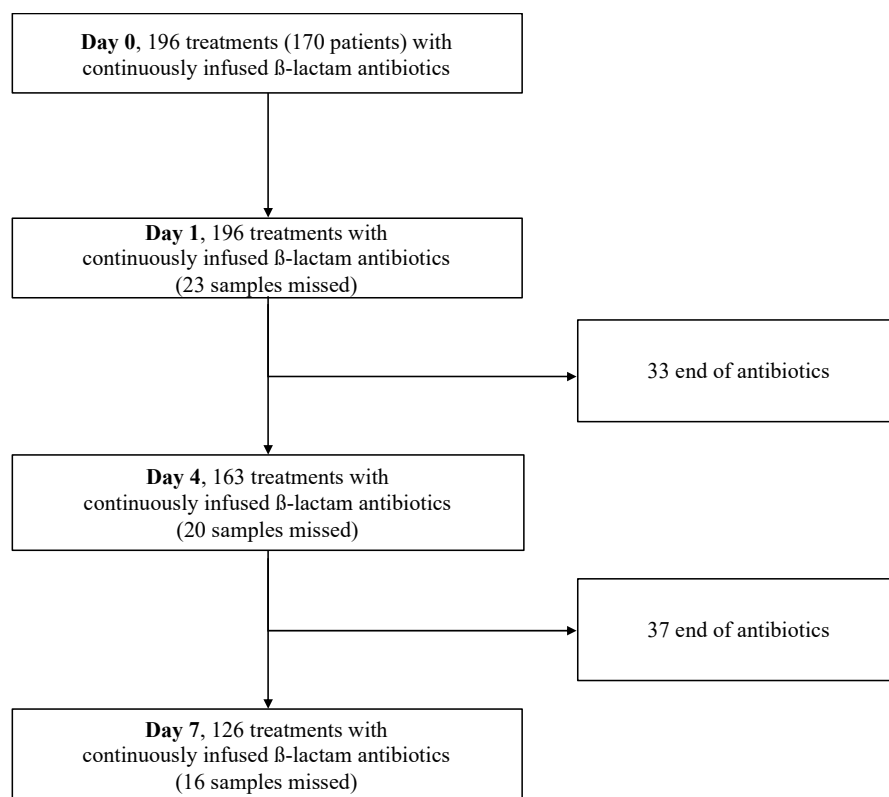 Day 0, 196 treatments (170 patients) with
continuously infused ß-lactam antibiotics
Day 1, 196 treatments with
continuously infused ß-lactam antibiotics
(23 samples missed)
33 end of antibiotics
Day 4, 163 treatments with
continuously infused ß-lactam antibiotics
(20 samples missed)
37 end of antibiotics
Day 7, 126 treatments with
continuously infused ß-lactam antibiotics
(16 samples missed)